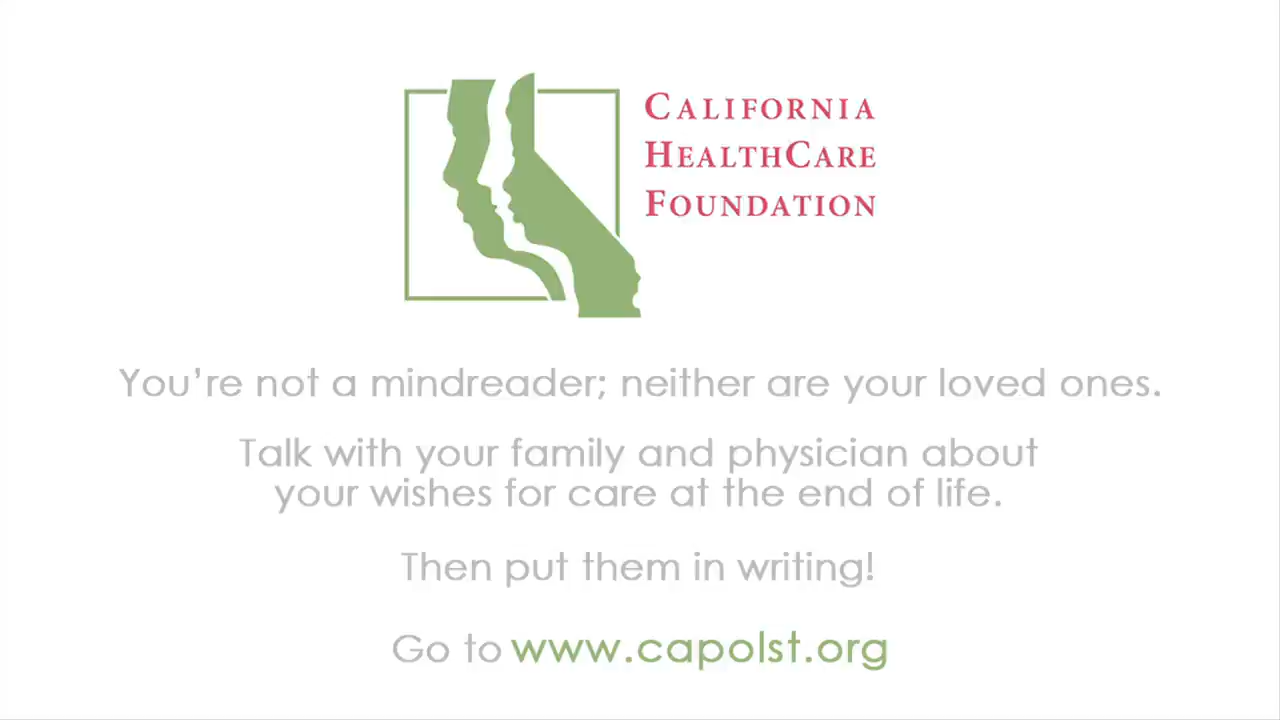 CALIFORNIA
HEALTHCARE
FOUNDATION
You're not a mindreader; neither are your loved ones.
Talk with your family and physician about
your wishes for care at the end of life.
Then put them in writing!
Go to www.capolst.org